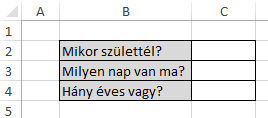 A B C
1
2 Mikor születtél?
3 Milyen nap van ma?
4 Hány éves vagy?
5